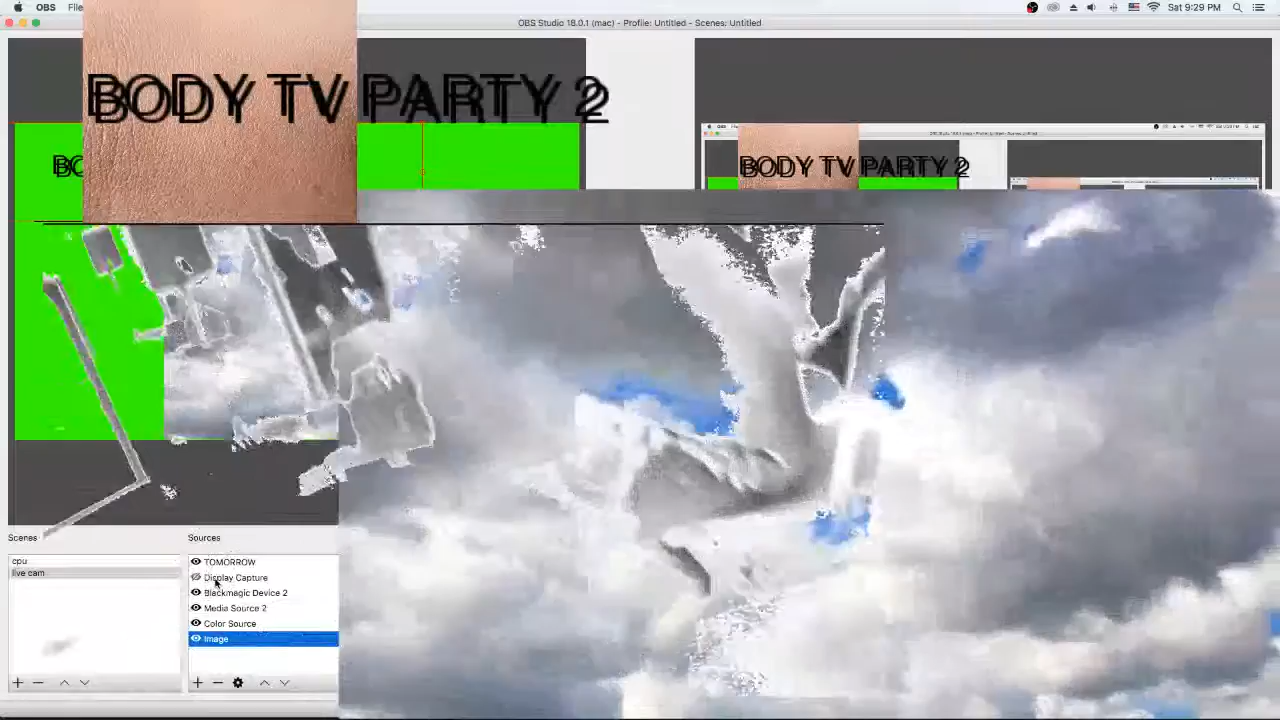 OBS File
Sat 9:29 PM
OBS Studio 18.0.1 (mac) - Profile: Untitled - Scenes: Untitled
BODY TV PARTY 2
BO
BODY TV PARTY 2
Scenes
Sources
cpu
live cam
TOMORROW
Display Capture
Blackmagic Device 2
Media Source 2
Color Source
Image